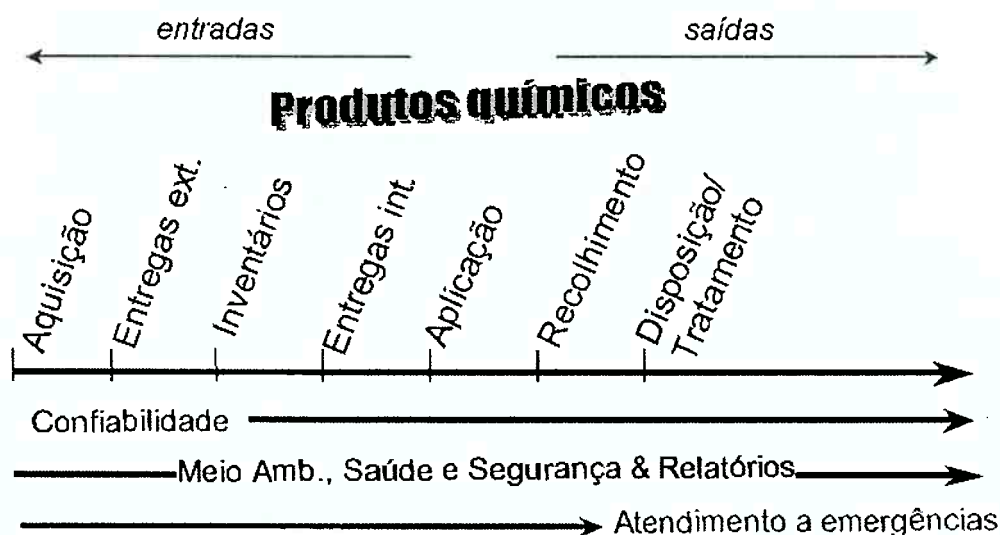 entradas
saídas
Produtos químicos
Aquisição
Entregas ext.
Inventários
Entregas int.
Aplicação
Recolhimento
Disposição/
Tratamento
Confiabilidade
Meio Amb., Saúde e Segurança & Relatórios
Atendimento a emergências